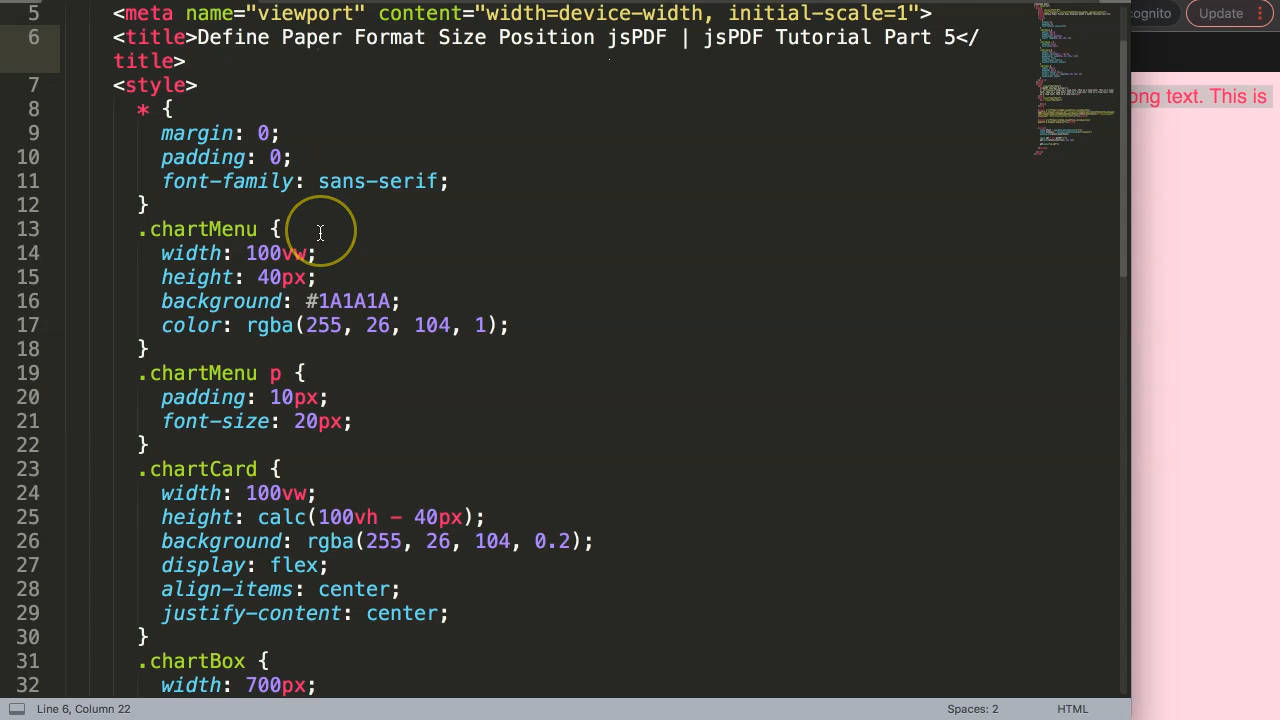 5 <meta name="viewport" content="width=device-width, initial-scale=1">
6 <title>Define Paper Format Size Position jsPDF | jsPDF Tutorial Part 5</
title>
7 <style>
8 * {
9 margin: 0;
10 padding: 0;
11 font-family: sans-serif;
12 }
13 .chartMenu {
14 width: 100vw;
15 height: 40px;
16 background: #1A1A1A;
17 color: rgba(255, 26, 104, 1);
18 }
19 .chartMenu p {
20 padding: 10px;
21 font-size: 20px;
22 }
23 .chartCard {
24 width: 100vw;
25 height: calc(100vh - 40px);
26 background: rgba(255, 26, 104, 0.2);
27 display: flex;
28 align-items: center;
29 justify-content: center;
30 }
31 .chartBox {
32 width: 700px;
cognito Update
ong text. This is
Line 6, Column 22 Spaces: 2 HTML